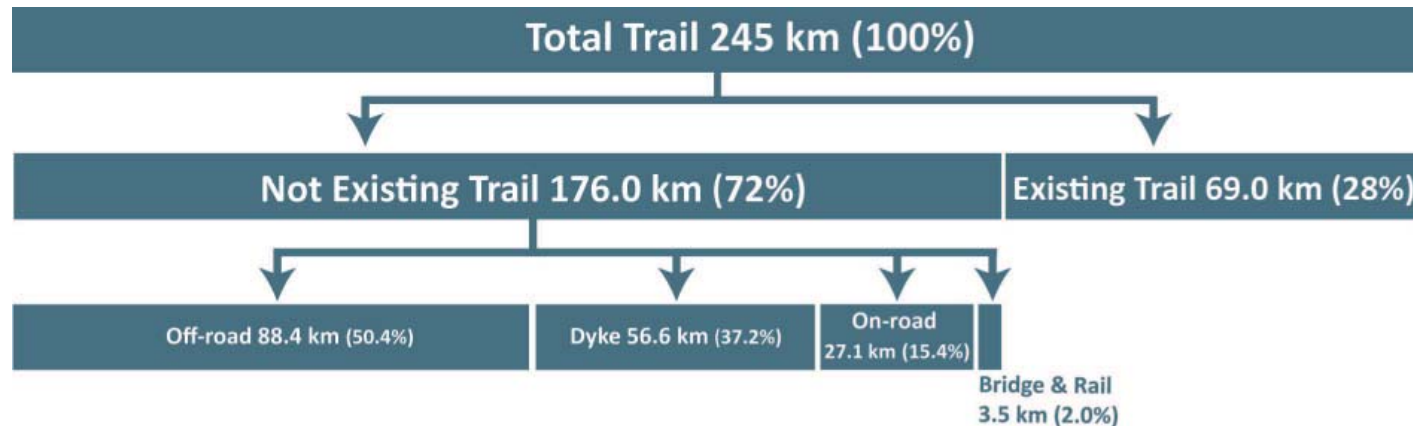 Total Trail 245 km (100%)
Not Existing Trail 176.0 km (72%)
Existing Trail 69.0 km (28%)
Off-road 88.4 km (50.4%)
Dyke 56.6 km (37.2%)
On-road
27.1 km (15.4%)
Bridge & Rail
3.5 km (2.0%)